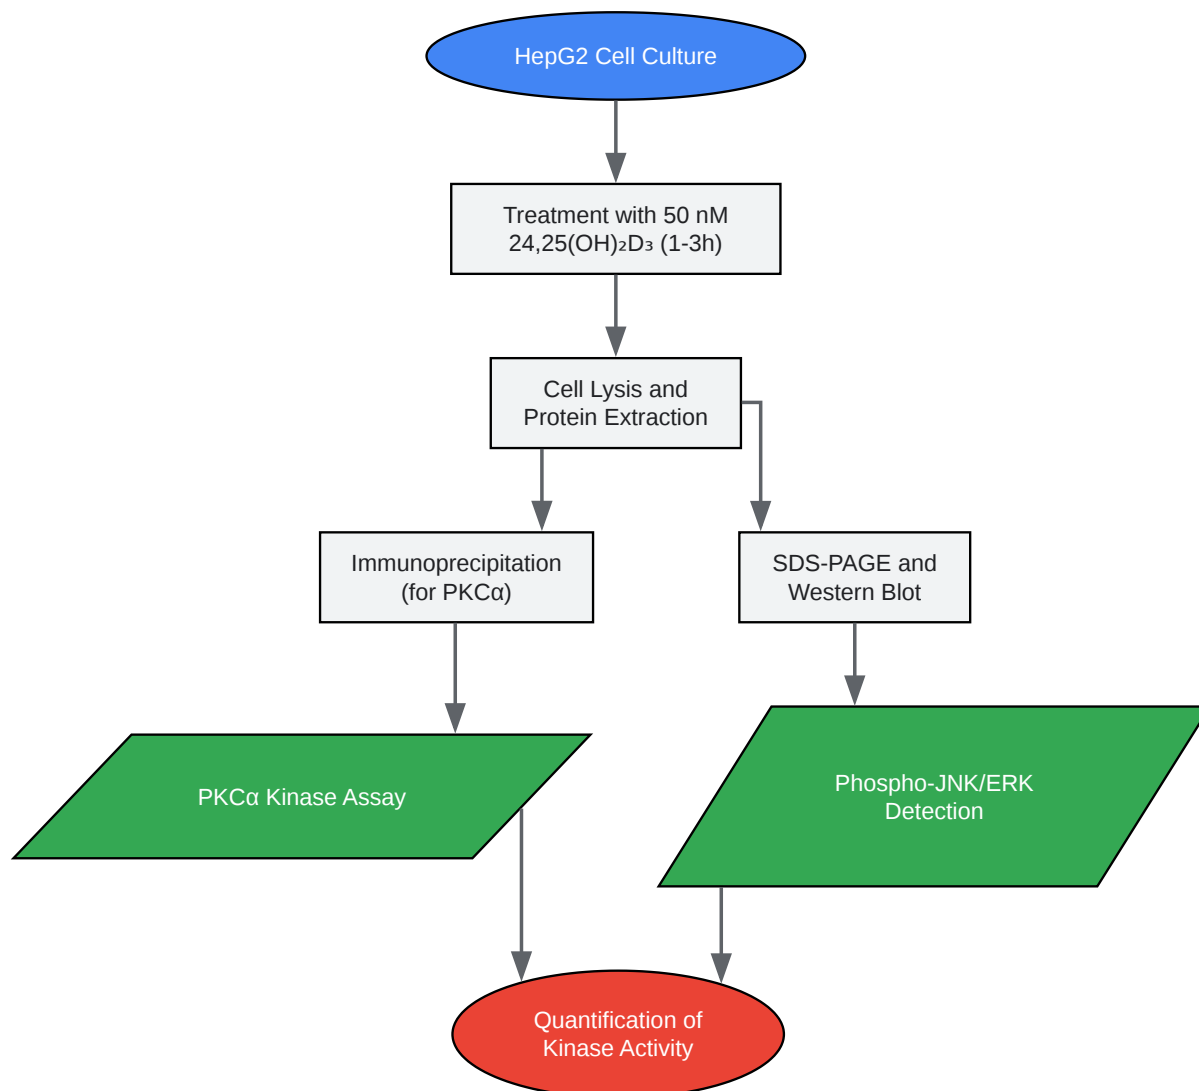 HepG2 Cell Culture
Treatment with 50 nM
24,25(OH)₂D₃ (1-3h)
Cell Lysis and
Protein Extraction
Immunoprecipitation
(for PKCα)
SDS-PAGE and
Western Blot
PKCα Kinase Assay
Phospho-JNK/ERK
Detection
Quantification of
Kinase Activity